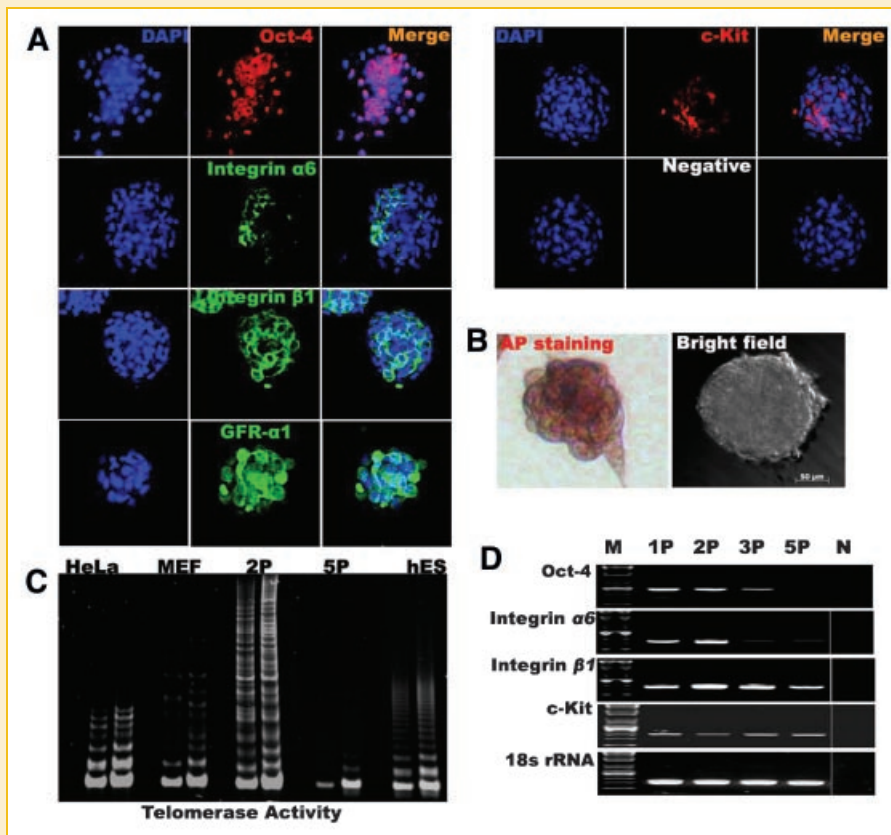 A
DAPI Oct-4 Merge
Integrin α6
Integrin β1
GFR-α1
DAPI c-Kit Merge
Negative
B
AP staining Bright field
50 µm
C
HeLa MEF 2P 5P hES
Telomerase Activity
D
M 1P 2P 3P 5P N
Oct-4
Integrin α6
Integrin β1
c-Kit
18s rRNA